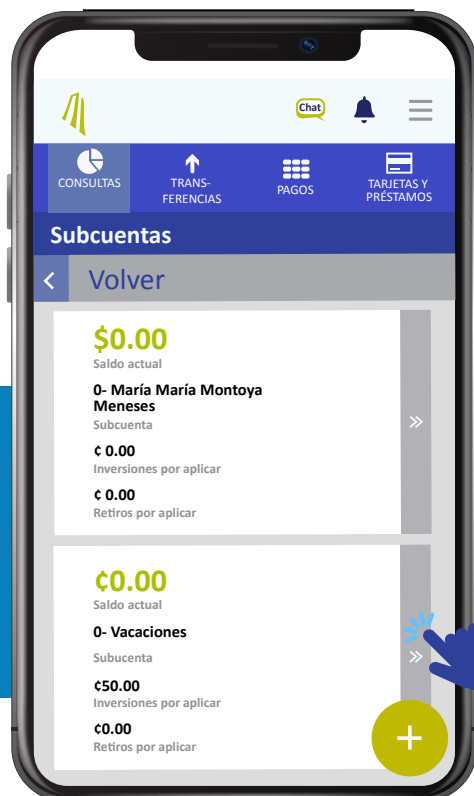 Chat
CONSULTAS
TRANS-
FERENCIAS
PAGOS
TARJETAS Y
PRÉSTAMOS
Subcuentas
Volver
$0.00
Saldo actual
0- María María Montoya
Meneses
Subcuenta
¢ 0.00
Inversiones por aplicar
¢ 0.00
Retiros por aplicar
¢0.00
Saldo actual
0- Vacaciones
Subucenta
¢50.00
Inversiones por aplicar
¢0.00
Retiros por aplicar